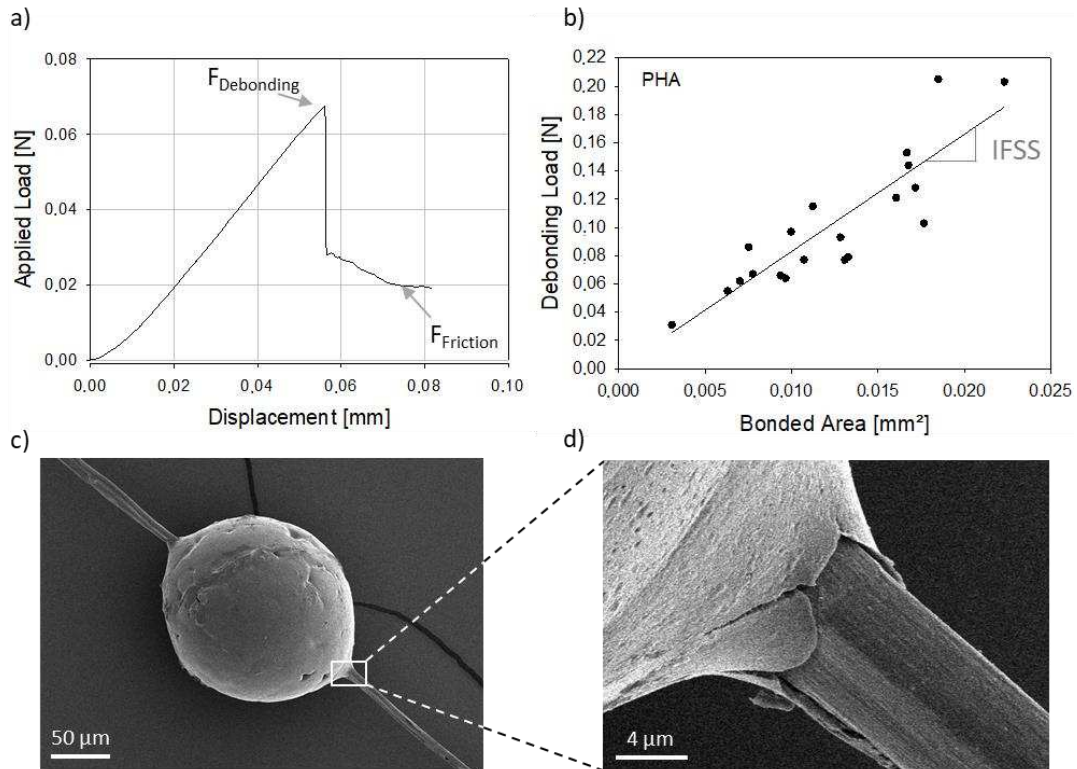 a)
0.08
0.06
0.04
0.02
0.00
0.00 0.02 0.04 0.06 0.08 0.10
Applied Load [N]
Displacement [mm]
F Debonding
F Friction
b)
0.22
0.20
0.18
0.16
0.14
0.12
0.10
0.08
0.06
0.04
0.02
0.00
0.000 0.005 0.010 0.015 0.020 0.025
Debonding Load [N]
Bonded Area [mm²]
PHA
IFSS
c)
50 µm
d)
4 µm